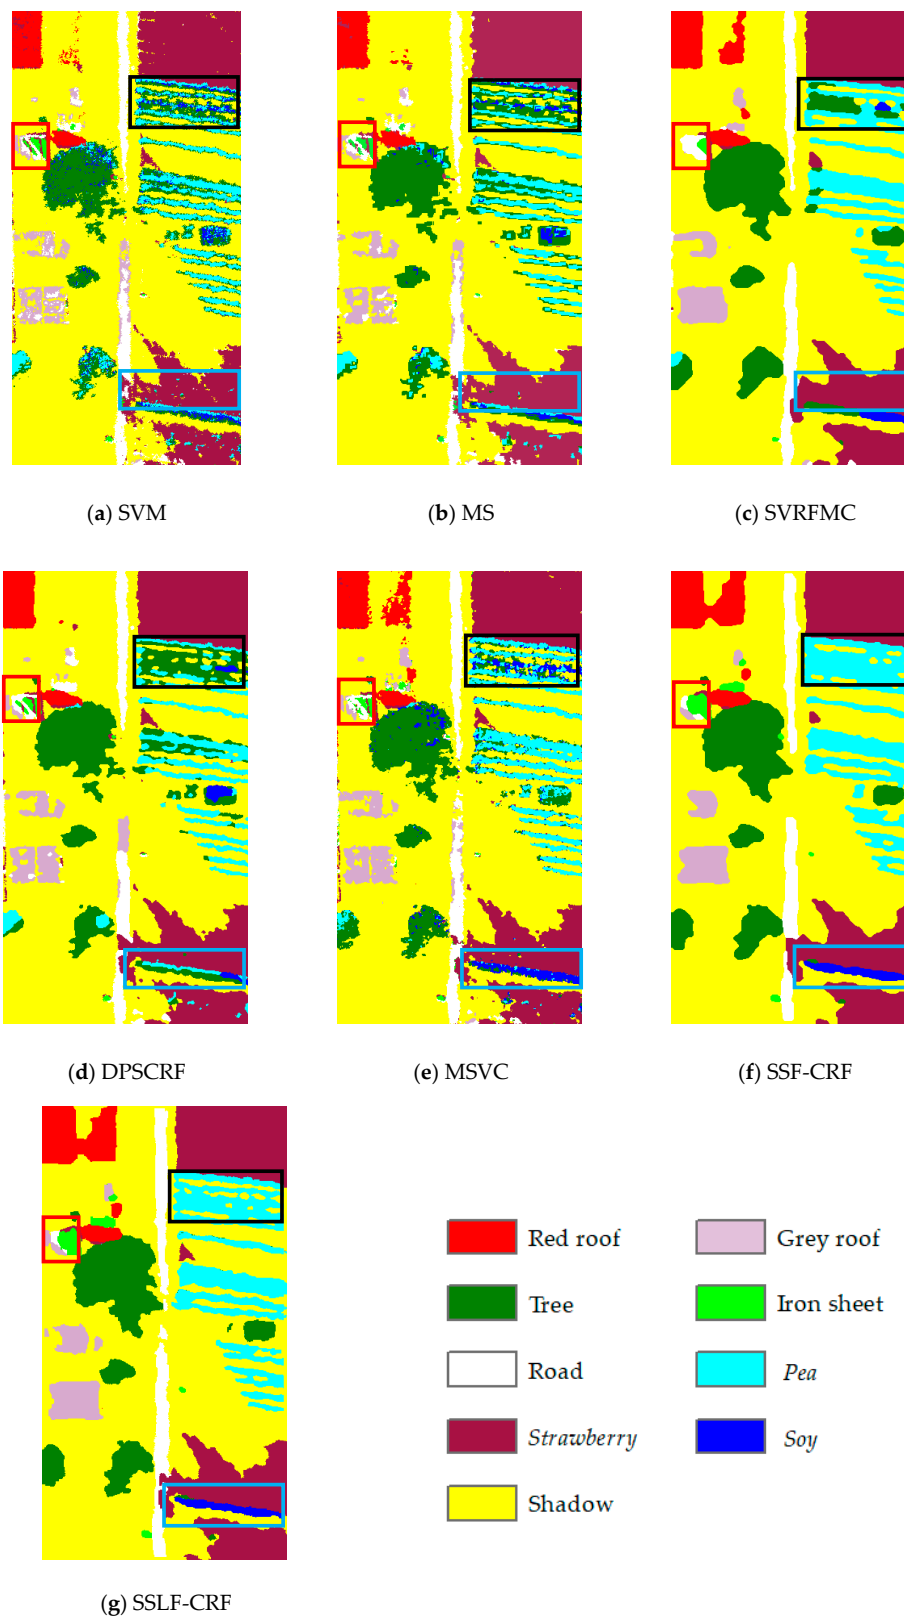 (a) SVM
(b) MS
(c) SVRFMC
(d) DPSCRF
(e) MSVC
(f) SSF-CRF
Red roof
Grey roof
Tree
Iron sheet
Road
Pea
Strawberry
Soy
Shadow
(g) SSLF-CRF